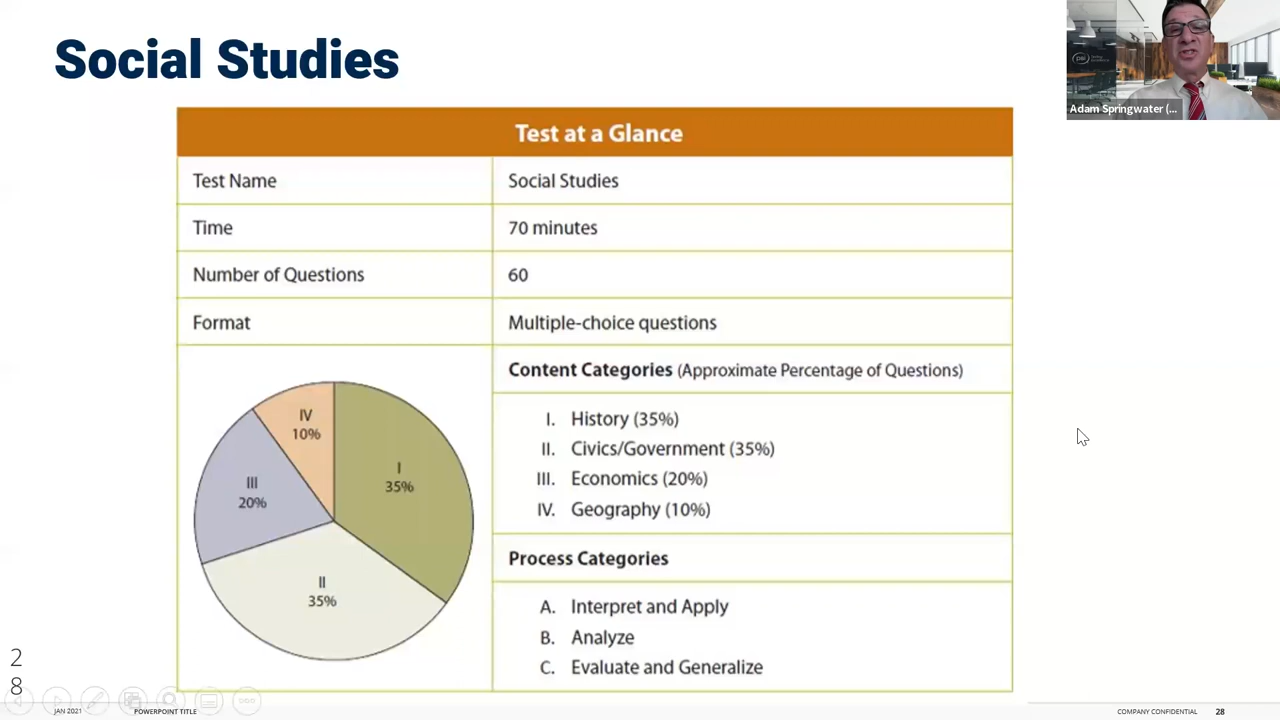 Social Studies
psi
Adam Springwater (...
Test at a Glance
Test Name
Social Studies
Time
70 minutes
Number of Questions
60
Format
Multiple-choice questions
IV
10%
I
35%
III
20%
II
35%
Content Categories (Approximate Percentage of Questions)
I. History (35%)
II. Civics/Government (35%)
III. Economics (20%)
IV. Geography (10%)
Process Categories
A. Interpret and Apply
B. Analyze
C. Evaluate and Generalize
2
8
JAN 2021
POWERPOINT TITLE
COMPANY CONFIDENTIAL
28